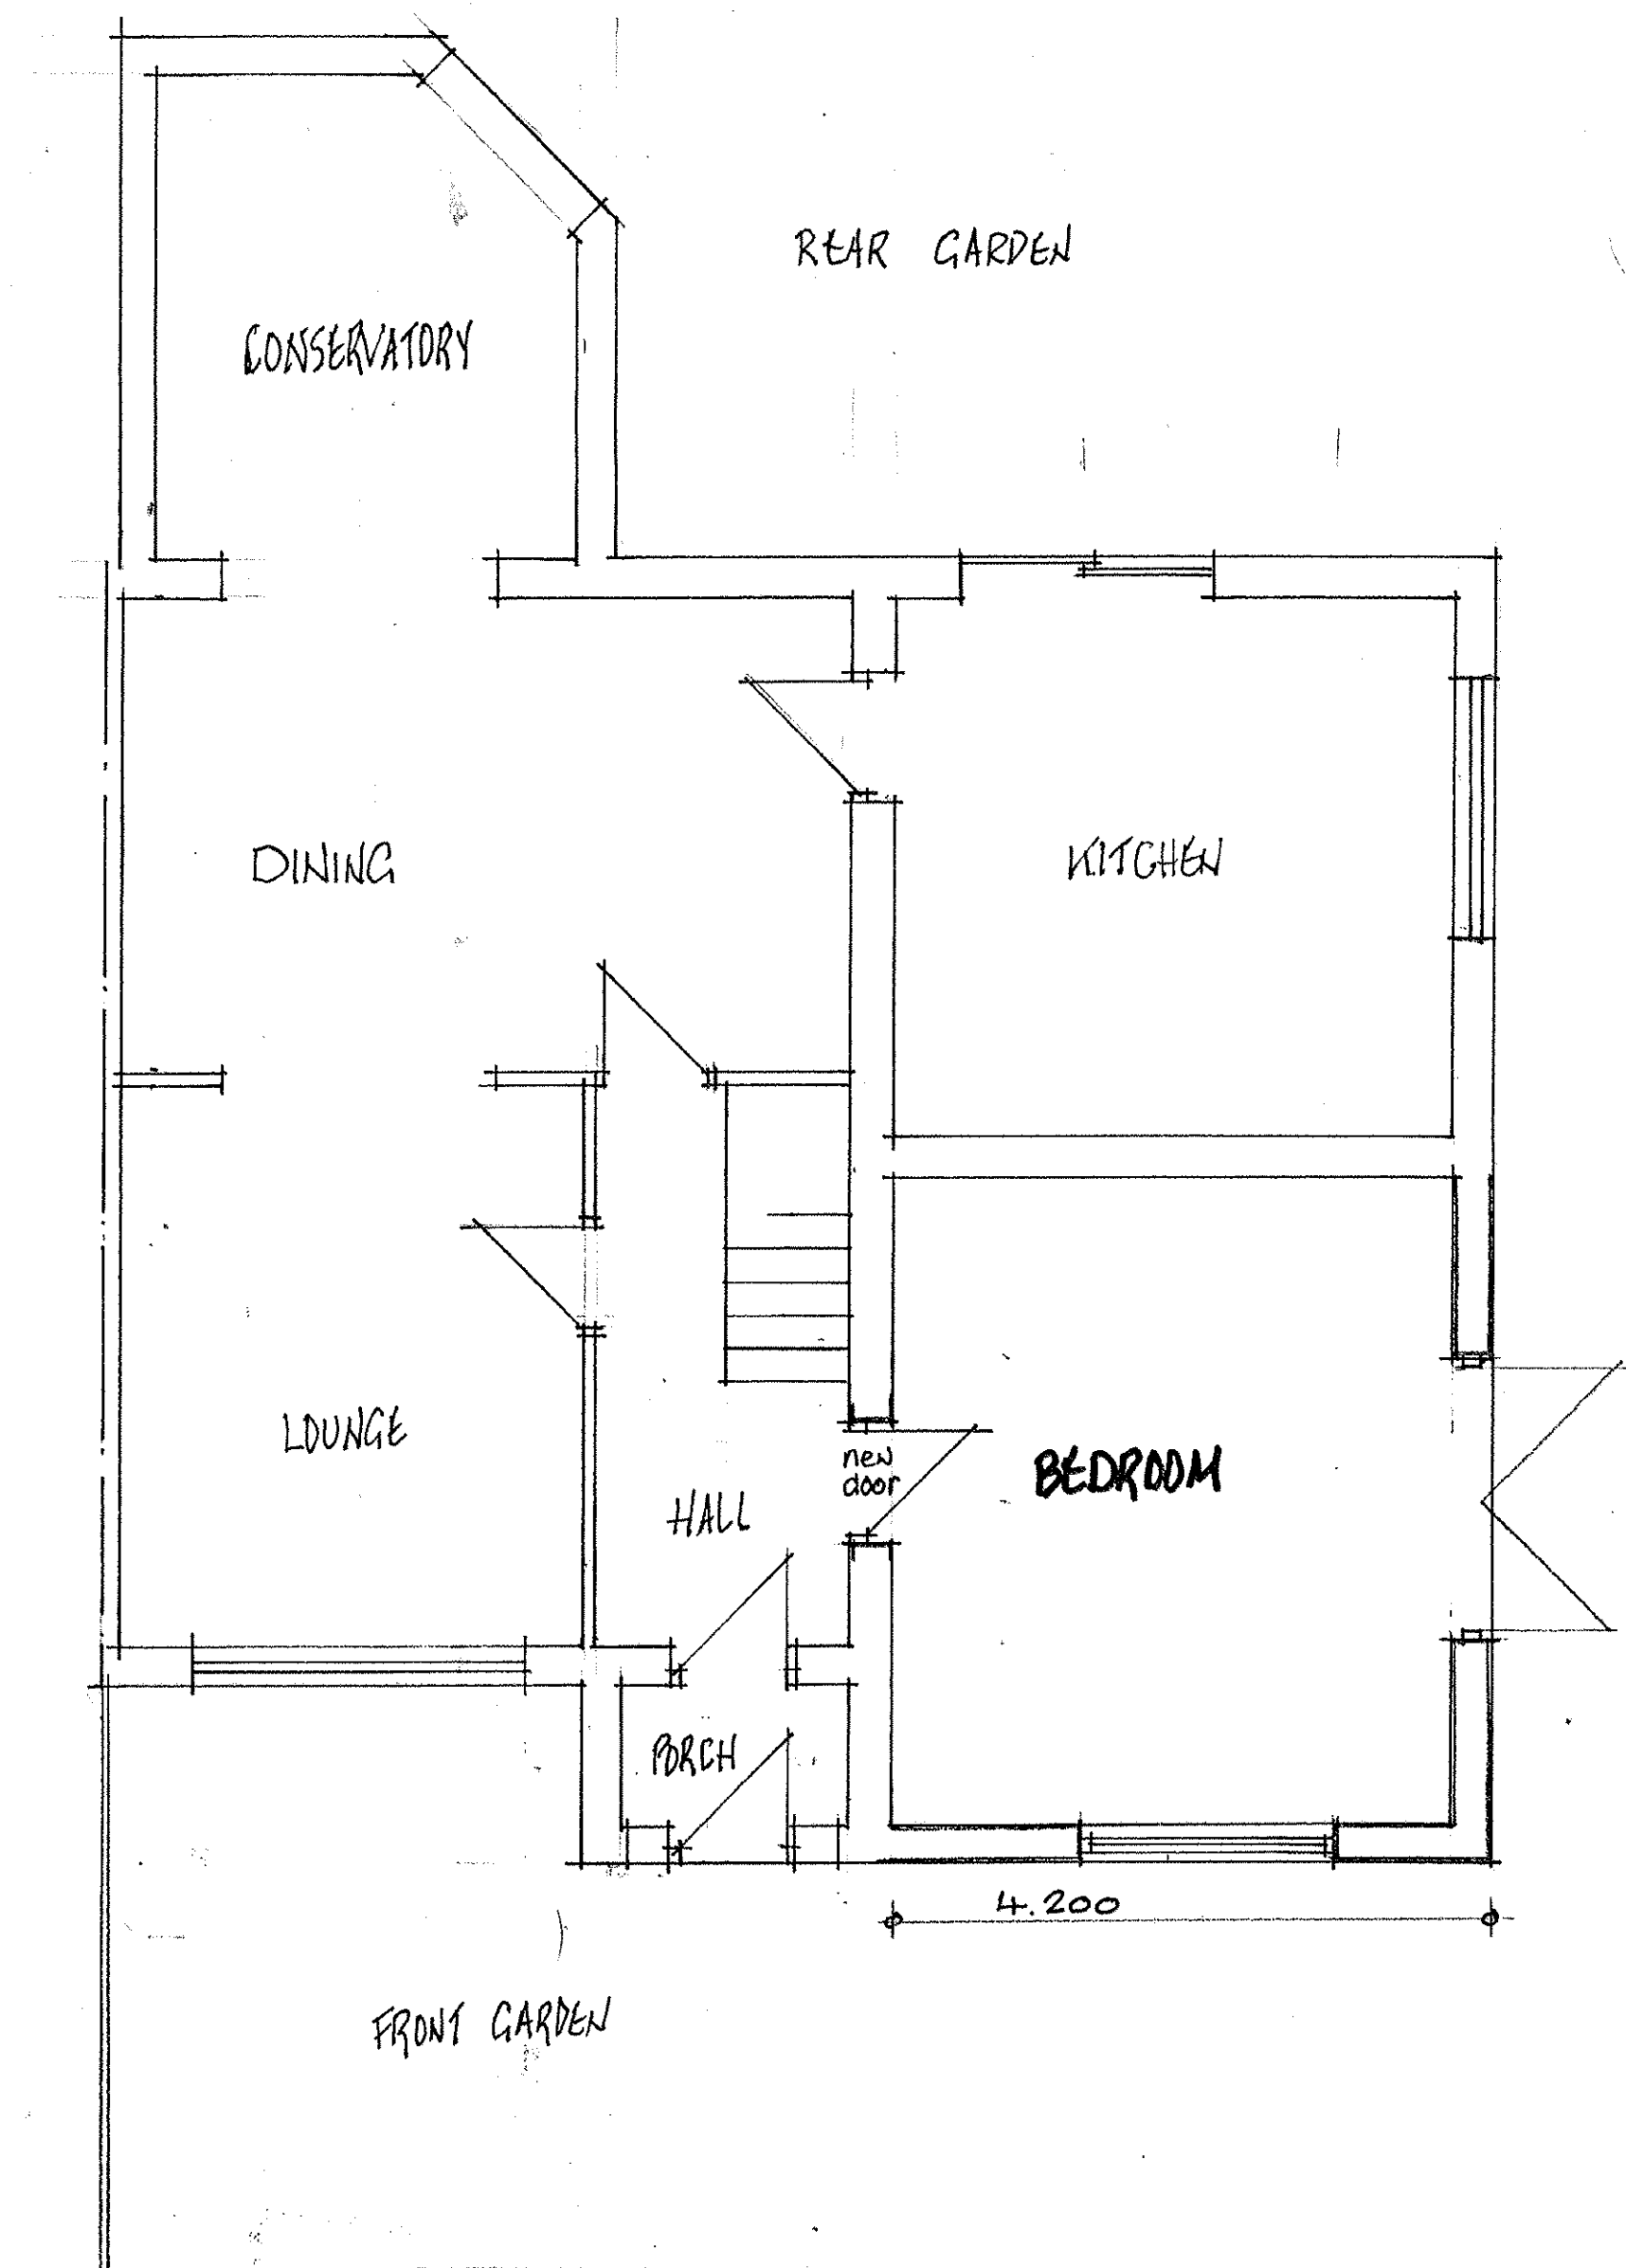 REAR GARDEN
CONSERVATORY
DINING
KITCHEN
LOUNGE
new
door
BEDROOM
HALL
PORCH
4.200
FRONT GARDEN